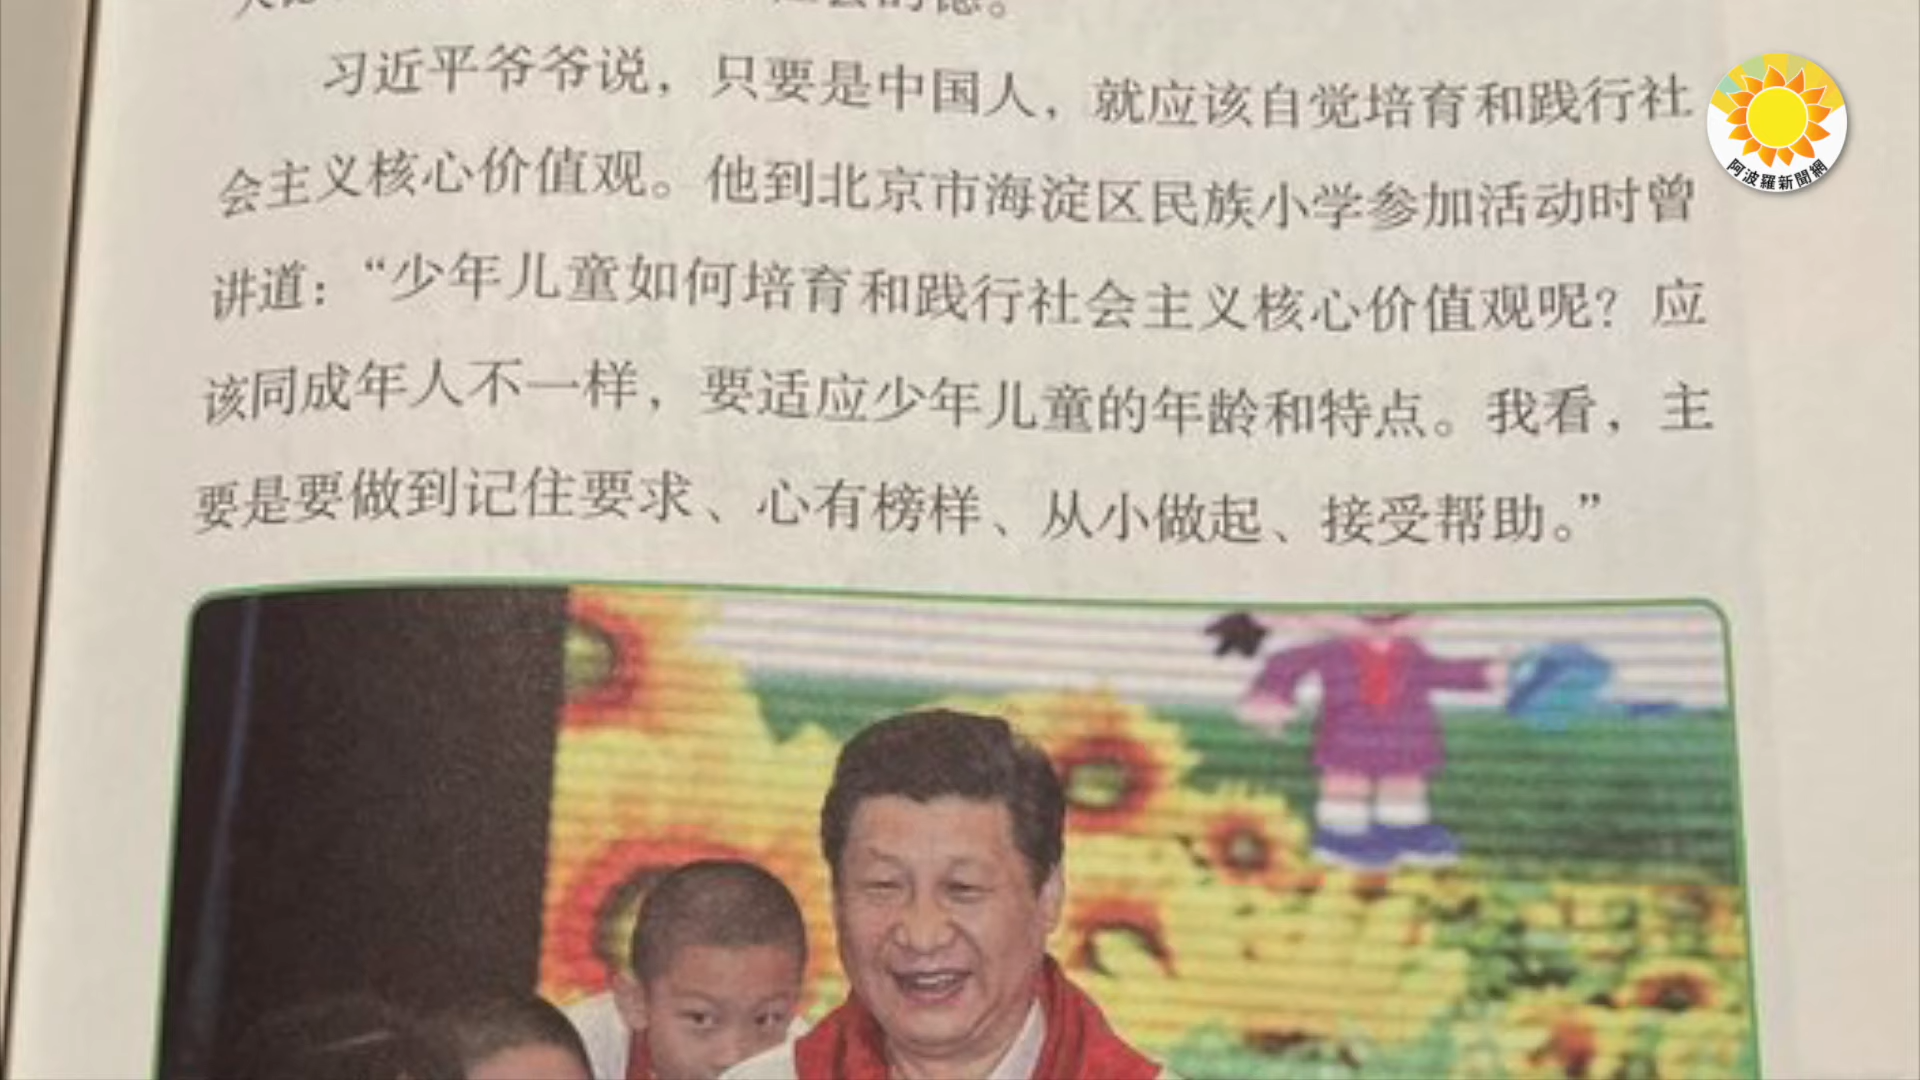 习近平爷爷说，只要是中国人，就应该自觉培育和践行社
会主义核心价值观。他到北京市海淀区民族小学参加活动时曾
讲道：“少年儿童如何培育和践行社会主义核心价值观呢？应
该同成年人不一样，要适应少年儿童的年龄和特点。我看，主
要是要做到记住要求、心有榜样、从小做起、接受帮助。”
阿波羅新聞網